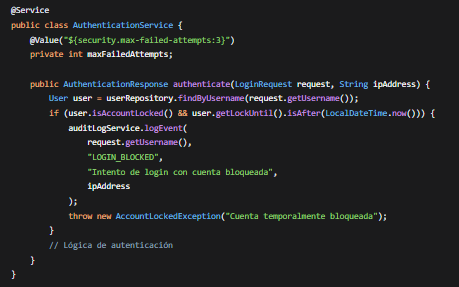 @Service
public class AuthenticationService {
    @Value("${security.max-failed-attempts:3}")
    private int maxFailedAttempts;

    public AuthenticationResponse authenticate(LoginRequest request, String ipAddress) {
        User user = userRepository.findByUsername(request.getUsername());
        if (user.isAccountLocked() && user.getLockUntil().isAfter(LocalDateTime.now())) {
            auditLogService.logEvent(
                request.getUsername(),
                "LOGIN_BLOCKED",
                "Intento de login con cuenta bloqueada",
                ipAddress
            );
            throw new AccountLockedException("Cuenta temporalmente bloqueada");
        }
        // Lógica de autenticación
    }
}